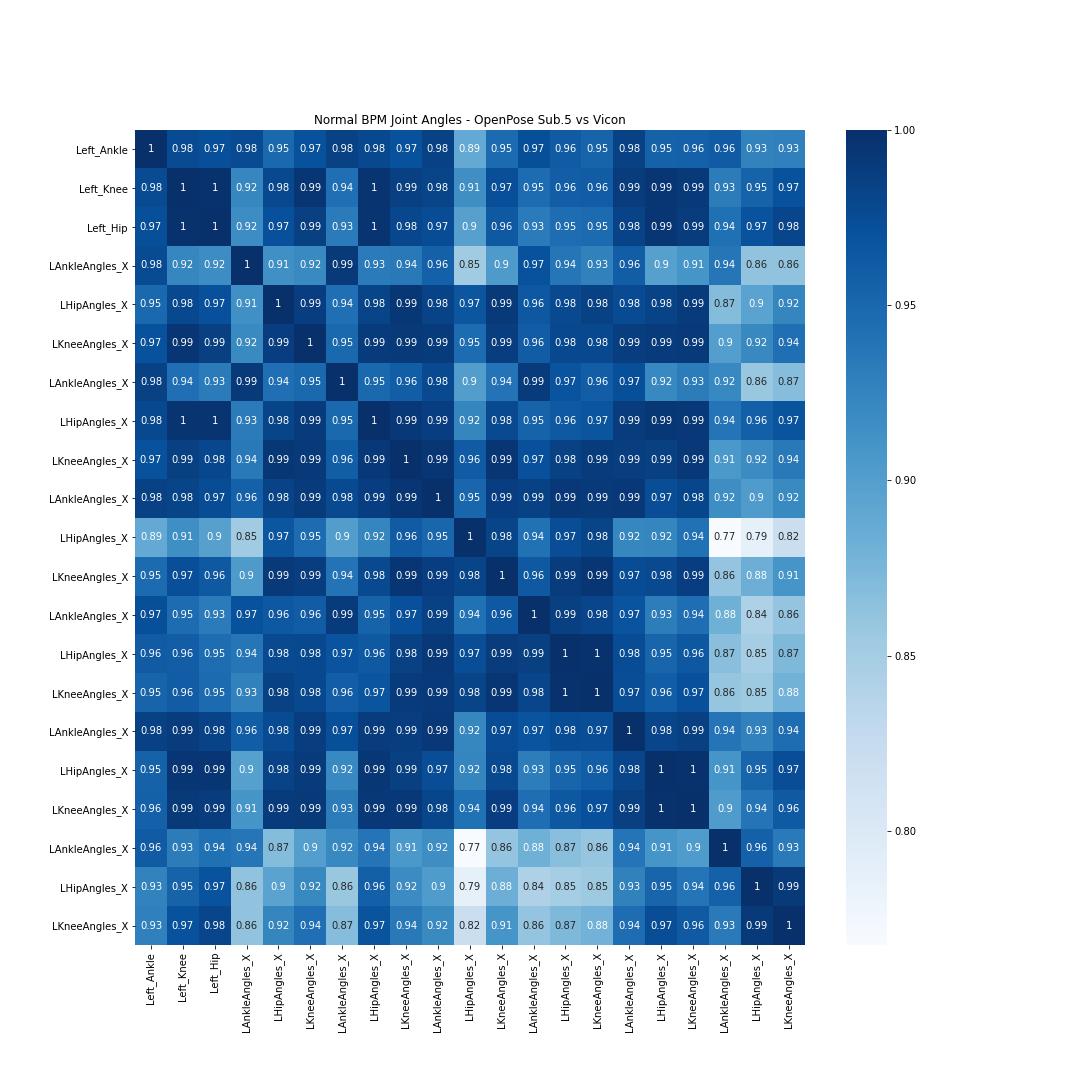 Normal BPM Joint Angles - OpenPose Sub.5 vs Vicon
Left_Ankle 1 0.98 0.97 0.98 0.95 0.97 0.98 0.98 0.97 0.98 0.89 0.95 0.97 0.96 0.95 0.98 0.95 0.96 0.96 0.93 0.93
Left_Knee 0.98 1 1 0.92 0.98 0.99 0.94 1 0.99 0.98 0.91 0.97 0.95 0.96 0.96 0.99 0.99 0.99 0.93 0.95 0.97
Left_Hip 0.97 1 1 0.92 0.97 0.99 0.93 1 0.98 0.97 0.9 0.96 0.93 0.95 0.95 0.98 0.99 0.99 0.94 0.97 0.98
LAnkleAngles_X 0.98 0.92 0.92 1 0.91 0.92 0.99 0.93 0.94 0.96 0.85 0.9 0.97 0.94 0.93 0.96 0.9 0.91 0.94 0.86 0.86
LHipAngles_X 0.95 0.98 0.97 0.91 1 0.99 0.94 0.98 0.99 0.98 0.97 0.99 0.96 0.98 0.98 0.98 0.98 0.99 0.87 0.9 0.92
LKneeAngles_X 0.97 0.99 0.99 0.92 0.99 1 0.95 0.99 0.99 0.99 0.95 0.99 0.96 0.98 0.98 0.99 0.99 0.99 0.9 0.92 0.94
LAnkleAngles_X 0.98 0.94 0.93 0.99 0.94 0.95 1 0.95 0.96 0.98 0.9 0.94 0.99 0.97 0.96 0.97 0.92 0.93 0.92 0.86 0.87
LHipAngles_X 0.98 1 1 0.93 0.98 0.99 0.95 1 0.99 0.99 0.92 0.98 0.95 0.96 0.97 0.99 0.99 0.99 0.94 0.96 0.97
LKneeAngles_X 0.97 0.99 0.98 0.94 0.99 0.99 0.96 0.99 1 0.99 0.96 0.99 0.97 0.98 0.99 0.99 0.99 0.99 0.91 0.92 0.94
LAnkleAngles_X 0.98 0.98 0.97 0.96 0.98 0.99 0.98 0.99 0.99 1 0.95 0.99 0.99 0.99 0.99 0.99 0.97 0.98 0.92 0.9 0.92
LHipAngles_X 0.89 0.91 0.9 0.85 0.97 0.95 0.9 0.92 0.96 0.95 1 0.98 0.94 0.97 0.98 0.92 0.92 0.94 0.77 0.79 0.82
LKneeAngles_X 0.95 0.97 0.96 0.9 0.99 0.99 0.94 0.98 0.99 0.99 0.98 1 0.96 0.99 0.99 0.97 0.98 0.99 0.86 0.88 0.91
LAnkleAngles_X 0.97 0.95 0.93 0.97 0.96 0.96 0.99 0.95 0.97 0.99 0.94 0.96 1 0.99 0.98 0.97 0.93 0.94 0.88 0.84 0.86
LHipAngles_X 0.96 0.96 0.95 0.94 0.98 0.98 0.97 0.96 0.98 0.99 0.97 0.99 0.99 1 1 0.98 0.95 0.96 0.87 0.85 0.87
LKneeAngles_X 0.95 0.96 0.95 0.93 0.98 0.98 0.96 0.97 0.99 0.99 0.98 0.99 0.98 1 1 0.97 0.96 0.97 0.86 0.85 0.88
LAnkleAngles_X 0.98 0.99 0.98 0.96 0.98 0.99 0.97 0.99 0.99 0.99 0.92 0.97 0.97 0.98 0.97 1 0.98 0.99 0.94 0.93 0.94
LHipAngles_X 0.95 0.99 0.99 0.9 0.98 0.99 0.92 0.99 0.99 0.97 0.92 0.98 0.93 0.95 0.96 0.98 1 1 0.91 0.95 0.97
LKneeAngles_X 0.96 0.99 0.99 0.91 0.99 0.99 0.93 0.99 0.99 0.98 0.94 0.99 0.94 0.96 0.97 0.99 1 1 0.9 0.94 0.96
LAnkleAngles_X 0.96 0.93 0.94 0.94 0.87 0.9 0.92 0.94 0.91 0.92 0.77 0.86 0.88 0.87 0.86 0.94 0.91 0.9 1 0.96 0.93
LHipAngles_X 0.93 0.95 0.97 0.86 0.9 0.92 0.86 0.96 0.92 0.9 0.79 0.88 0.84 0.85 0.85 0.93 0.95 0.94 0.96 1 0.99
LKneeAngles_X 0.93 0.97 0.98 0.86 0.92 0.94 0.87 0.97 0.94 0.92 0.82 0.91 0.86 0.87 0.88 0.94 0.97 0.96 0.93 0.99 1
Left_Ankle
Left_Knee
Left_Hip
LAnkleAngles_X
LHipAngles_X
LKneeAngles_X
LAnkleAngles_X
LHipAngles_X
LKneeAngles_X
LAnkleAngles_X
LHipAngles_X
LKneeAngles_X
LAnkleAngles_X
LHipAngles_X
LKneeAngles_X
LAnkleAngles_X
LHipAngles_X
LKneeAngles_X
LAnkleAngles_X
LHipAngles_X
LKneeAngles_X
1.00
0.95
0.90
0.85
0.80